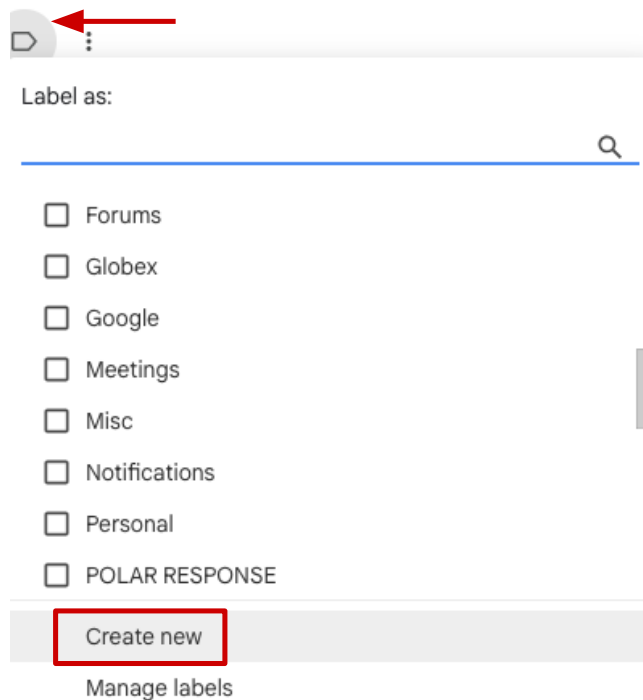 Label as:
Forums
Globex
Google
Meetings
Misc
Notifications
Personal
POLAR RESPONSE
Create new
Manage labels